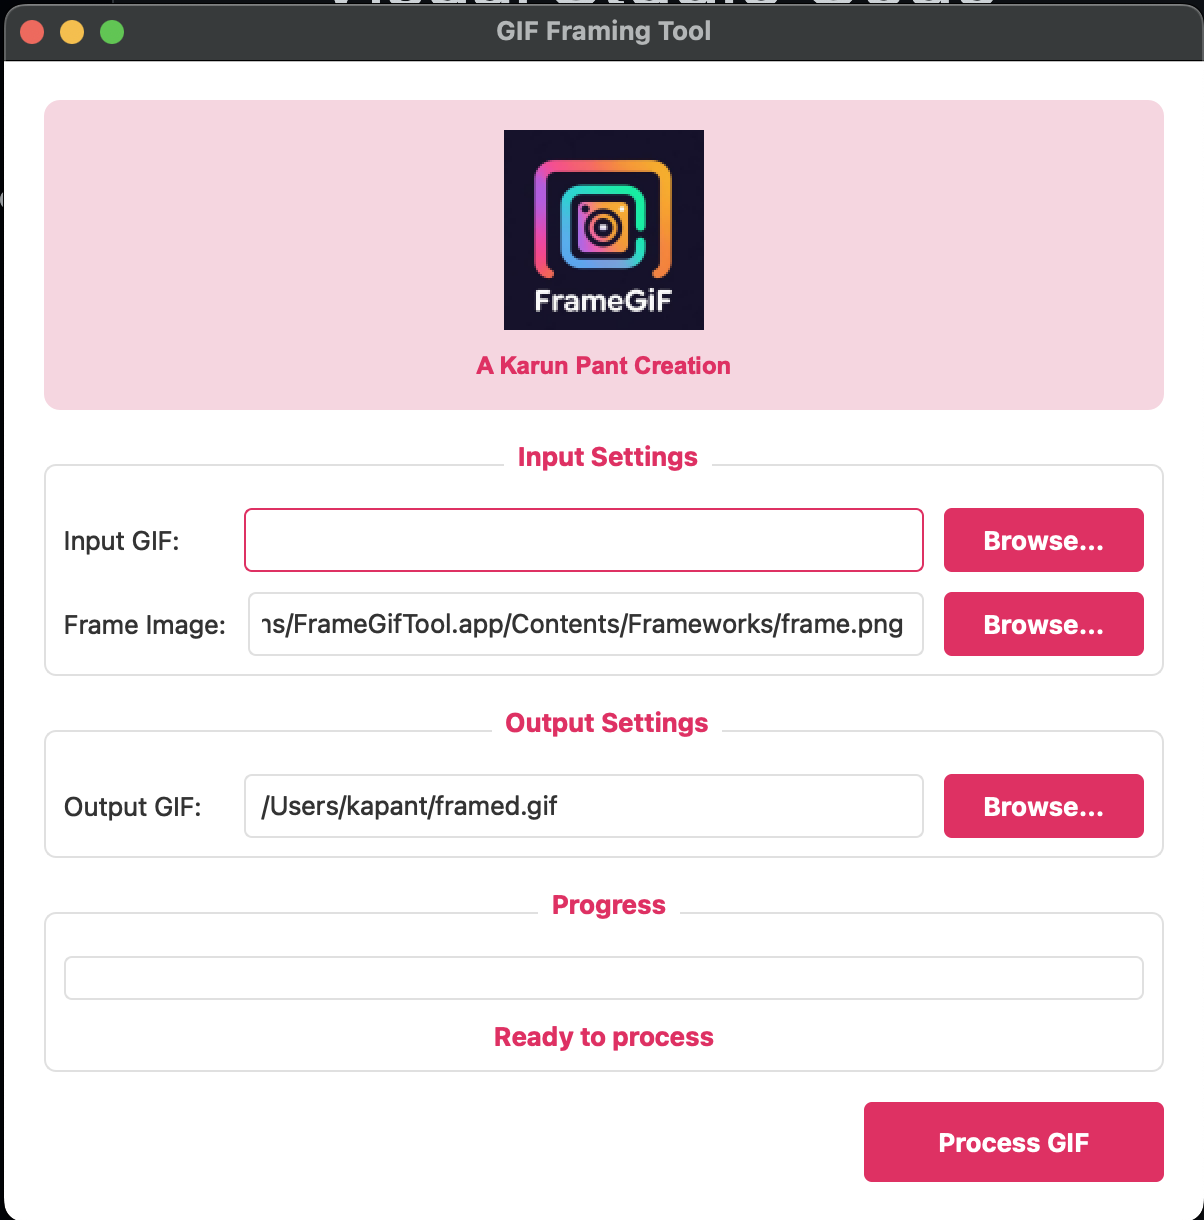 GIF Framing Tool
FrameGiF
A Karun Pant Creation
Input Settings
Input GIF:
Browse...
Frame Image:
ns/FrameGifTool.app/Contents/Frameworks/frame.png
Browse...
Output Settings
Output GIF:
/Users/kapant/framed.gif
Browse...
Progress
Ready to process
Process GIF